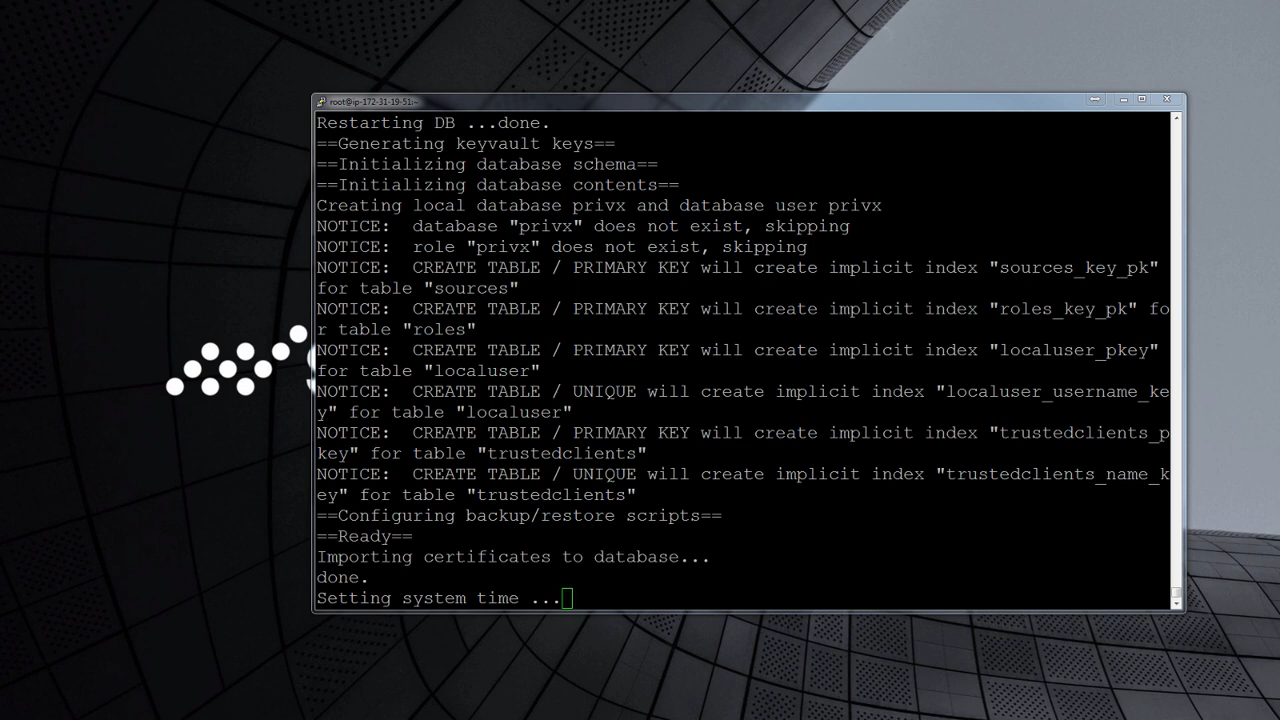 root@ip-172-31-19-51:~
Restarting DB ...done.
==Generating keyvault keys==
==Initializing database schema==
==Initializing database contents==
Creating local database privx and database user privx
NOTICE:  database "privx" does not exist, skipping
NOTICE:  role "privx" does not exist, skipping
NOTICE:  CREATE TABLE / PRIMARY KEY will create implicit index "sources_key_pk"
for table "sources"
NOTICE:  CREATE TABLE / PRIMARY KEY will create implicit index "roles_key_pk" fo
r table "roles"
NOTICE:  CREATE TABLE / PRIMARY KEY will create implicit index "localuser_pkey"
for table "localuser"
NOTICE:  CREATE TABLE / UNIQUE will create implicit index "localuser_username_ke
y" for table "localuser"
NOTICE:  CREATE TABLE / PRIMARY KEY will create implicit index "trustedclients_p
key" for table "trustedclients"
NOTICE:  CREATE TABLE / UNIQUE will create implicit index "trustedclients_name_k
ey" for table "trustedclients"
==Configuring backup/restore scripts==
==Ready==
Importing certificates to database...
done.
Setting system time ...